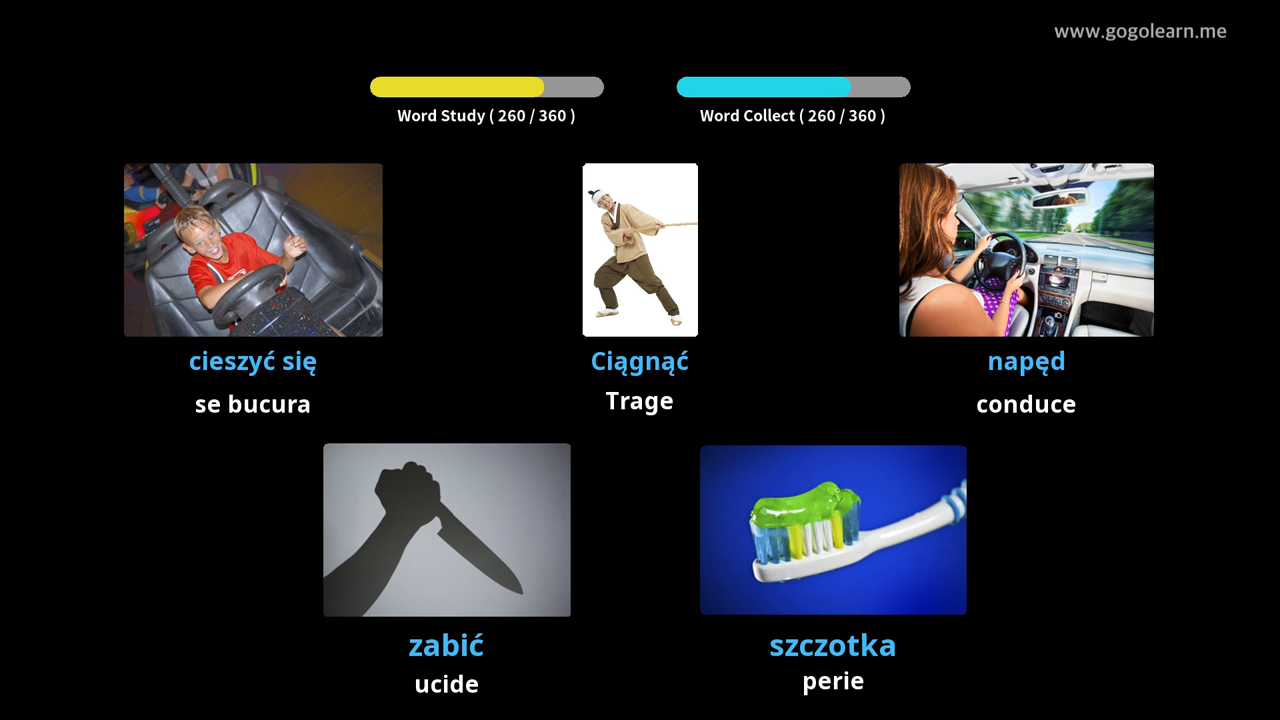 www.gogolearn.me
Word Study ( 260 / 360 )
Word Collect ( 260 / 360 )
cieszyć się
Ciągnąć
napęd
se bucura
Trage
conduce
zabić
szczotka
ucide
perie